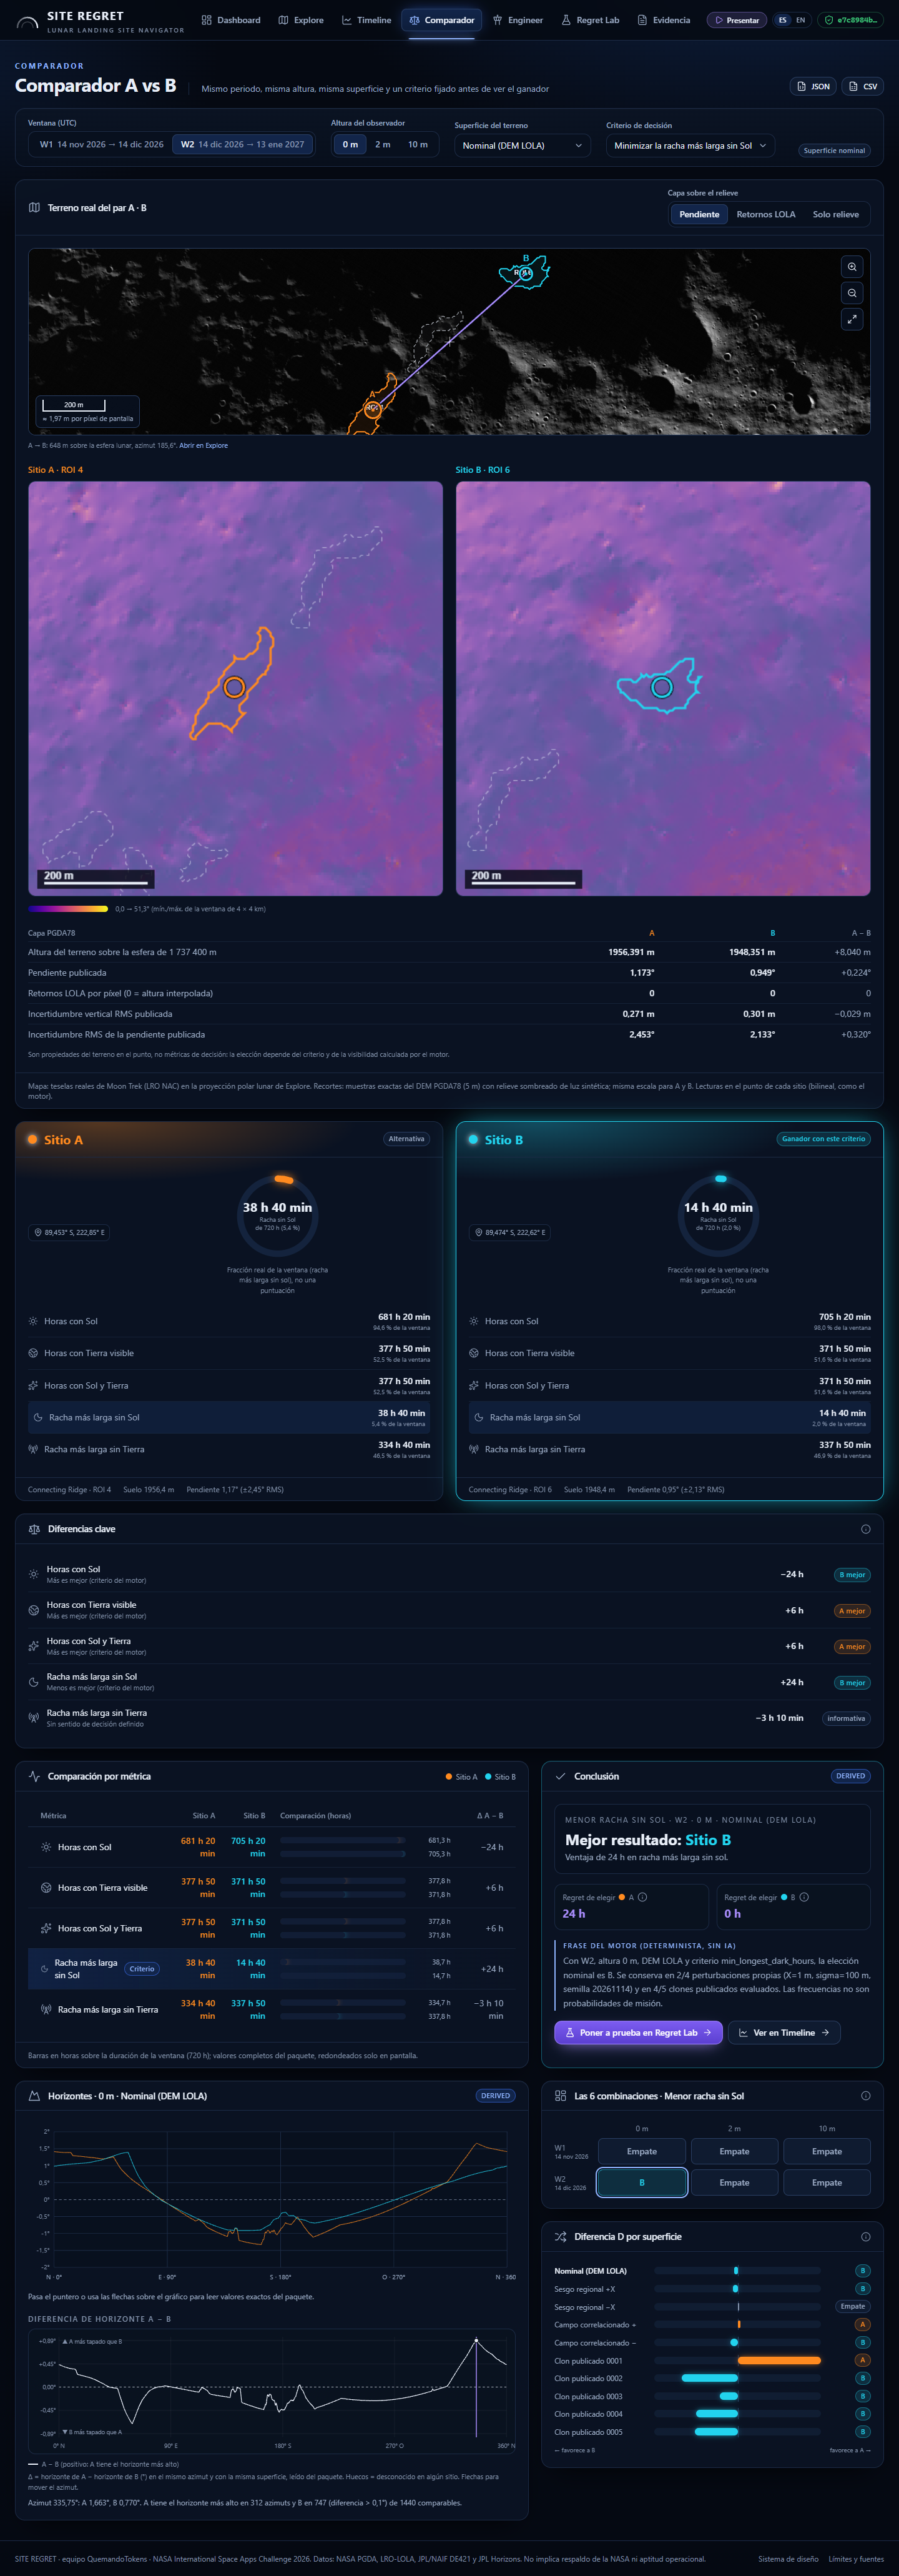 SITE REGRET
LUNAR LANDING SITE NAVIGATOR
Dashboard
Explore
Timeline
Comparador
Engineer
Regret Lab
Evidencia
Presentar
ES EN
e7c8984b…
COMPARADOR
Comparador A vs B
Mismo periodo, misma altura, misma superficie y un criterio fijado antes de ver el ganador
JSON
CSV
Ventana (UTC)
W1 14 nov 2026 → 14 dic 2026
W2 14 dic 2026 → 13 ene 2027
Altura del observador
0 m 2 m 10 m
Superficie del terreno
Nominal (DEM LOLA)
Criterio de decisión
Minimizar la racha más larga sin Sol
Superficie nominal
Terreno real del par A · B
Capa sobre el relieve
Pendiente Retornos LOLA Solo relieve
B
A
200 m
≈ 1,97 m por píxel de pantalla
A → B: 648 m sobre la esfera lunar, azimut 185,6°. Abrir en Explore
Sitio A · ROI 4
Sitio B · ROI 6
200 m
200 m
0,0 → 51,3° (mín./máx. de la ventana de 4 × 4 km)
Capa PGDA78 A B A − B
Altura del terreno sobre la esfera de 1 737 400 m 1956,391 m 1948,351 m +8,040 m
Pendiente publicada 1,173° 0,949° +0,224°
Retornos LOLA por píxel (0 = altura interpolada) 0 0 0
Incertidumbre vertical RMS publicada 0,271 m 0,301 m −0,029 m
Incertidumbre RMS de la pendiente publicada 2,453° 2,133° +0,320°
Son propiedades del terreno en el punto, no métricas de decisión: la elección depende del criterio y de la visibilidad calculada por el motor.
Mapa: teselas reales de Moon Trek (LRO NAC) en la proyección polar lunar de Explore. Recortes: muestras exactas del DEM PGDA78 (5 m) con relieve sombreado de luz sintética; misma escala para A y B. Lecturas en el punto de cada sitio (bilineal, como el
motor).
Sitio A
Alternativa
89,453° S, 222,85° E
38 h 40 min
Racha sin Sol
de 720 h (5,4 %)
Fracción real de la ventana (racha
más larga sin sol), no una
puntuación
Horas con Sol 681 h 20 min
94,6 % de la ventana
Horas con Tierra visible 377 h 50 min
52,5 % de la ventana
Horas con Sol y Tierra 377 h 50 min
52,5 % de la ventana
Racha más larga sin Sol 38 h 40 min
5,4 % de la ventana
Racha más larga sin Tierra 334 h 40 min
46,5 % de la ventana
Connecting Ridge · ROI 4 Suelo 1956,4 m Pendiente 1,17° (±2,45° RMS)
Sitio B
Ganador con este criterio
89,474° S, 222,62° E
14 h 40 min
Racha sin Sol
de 720 h (2,0 %)
Fracción real de la ventana (racha
más larga sin sol), no una
puntuación
Horas con Sol 705 h 20 min
98,0 % de la ventana
Horas con Tierra visible 371 h 50 min
51,6 % de la ventana
Horas con Sol y Tierra 371 h 50 min
51,6 % de la ventana
Racha más larga sin Sol 14 h 40 min
2,0 % de la ventana
Racha más larga sin Tierra 337 h 50 min
46,9 % de la ventana
Connecting Ridge · ROI 6 Suelo 1948,4 m Pendiente 0,95° (±2,13° RMS)
Diferencias clave
Horas con Sol −24 h B mejor
Más es mejor (criterio del motor)
Horas con Tierra visible +6 h A mejor
Más es mejor (criterio del motor)
Horas con Sol y Tierra +6 h A mejor
Más es mejor (criterio del motor)
Racha más larga sin Sol +24 h B mejor
Menos es mejor (criterio del motor)
Racha más larga sin Tierra −3 h 10 min informativa
Sin sentido de decisión definido
Comparación por métrica
Sitio A Sitio B
Métrica Sitio A Sitio B Comparación (horas) Δ A − B
Horas con Sol 681 h 20 min 705 h 20 min 681,3 h 705,3 h −24 h
Horas con Tierra visible 377 h 50 min 371 h 50 min 377,8 h 371,8 h +6 h
Horas con Sol y Tierra 377 h 50 min 371 h 50 min 377,8 h 371,8 h +6 h
Racha más larga sin Sol Criterio 38 h 40 min 14 h 40 min 38,7 h 14,7 h +24 h
Racha más larga sin Tierra 334 h 40 min 337 h 50 min 334,7 h 337,8 h −3 h 10 min
Barras en horas sobre la duración de la ventana (720 h); valores completos del paquete, redondeados solo en pantalla.
Conclusión
DERIVED
MENOR RACHA SIN SOL · W2 · 0 M · NOMINAL (DEM LOLA)
Mejor resultado: Sitio B
Ventaja de 24 h en racha más larga sin sol.
Regret de elegir A
24 h
Regret de elegir B
0 h
FRASE DEL MOTOR (DETERMINISTA, SIN IA)
Con W2, altura 0 m, DEM LOLA y criterio min_longest_dark_hours, la elección
nominal es B. Se conserva en 2/4 perturbaciones propias (X=1 m, sigma=100 m,
semilla 20261114) y en 4/5 clones publicados evaluados. Las frecuencias no son
probabilidades de misión.
Poner a prueba en Regret Lab →
Ver en Timeline →
Horizontes · 0 m · Nominal (DEM LOLA)
DERIVED
2°
1,5°
1°
0,5°
0°
-0,5°
-1°
-1,5°
-2°
N · 0° E · 90° S · 180° O · 270° N · 360
Pasa el puntero o usa las flechas sobre el gráfico para leer valores exactos del paquete.
DIFERENCIA DE HORIZONTE A − B
+0,89°
▲ A más tapado que B
+0,45°
0,00°
-0,45°
-0,89°
▼ B más tapado que A
0° N 90° E 180° S 270° O 360° N
A − B (positivo: A tiene el horizonte más alto)
Δ = horizonte de A − horizonte de B (°) en el mismo azimut y con la misma superficie, leído del paquete. Huecos = desconocido en algún sitio. Flechas para
mover el azimut.
Azimut 335,75°: A 1,663°, B 0,770°. A tiene el horizonte más alto en 312 azimuts y B en 747 (diferencia > 0,1°) de 1440 comparables.
Las 6 combinaciones · Menor racha sin Sol
0 m 2 m 10 m
W1
14 nov 2026
Empate Empate Empate
W2
14 dic 2026
B Empate Empate
Diferencia D por superficie
Nominal (DEM LOLA) B
Sesgo regional +X B
Sesgo regional −X Empate
Campo correlacionado + A
Campo correlacionado − B
Clon publicado 0001 A
Clon publicado 0002 B
Clon publicado 0003 B
Clon publicado 0004 B
Clon publicado 0005 B
← favorece a B favorece a A →
SITE REGRET · equipo QuemandoTokens · NASA International Space Apps Challenge 2026. Datos: NASA PGDA, LRO-LOLA, JPL/NAIF DE421 y JPL Horizons. No implica respaldo de la NASA ni aptitud operacional.
Sistema de diseño Límites y fuentes